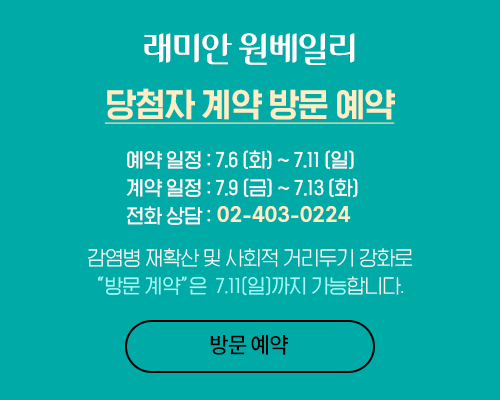 래미안 원베일리
당첨자 계약 방문 예약
예약 일정 : 7.6 (화) ~ 7.11 (일)
계약 일정 : 7.9 (금) ~ 7.13 (화)
전화 상담 : 02-403-0224
감염병 재확산 및 사회적 거리두기 강화로
“방문 계약”은 7.11(일)까지 가능합니다.
방문 예약